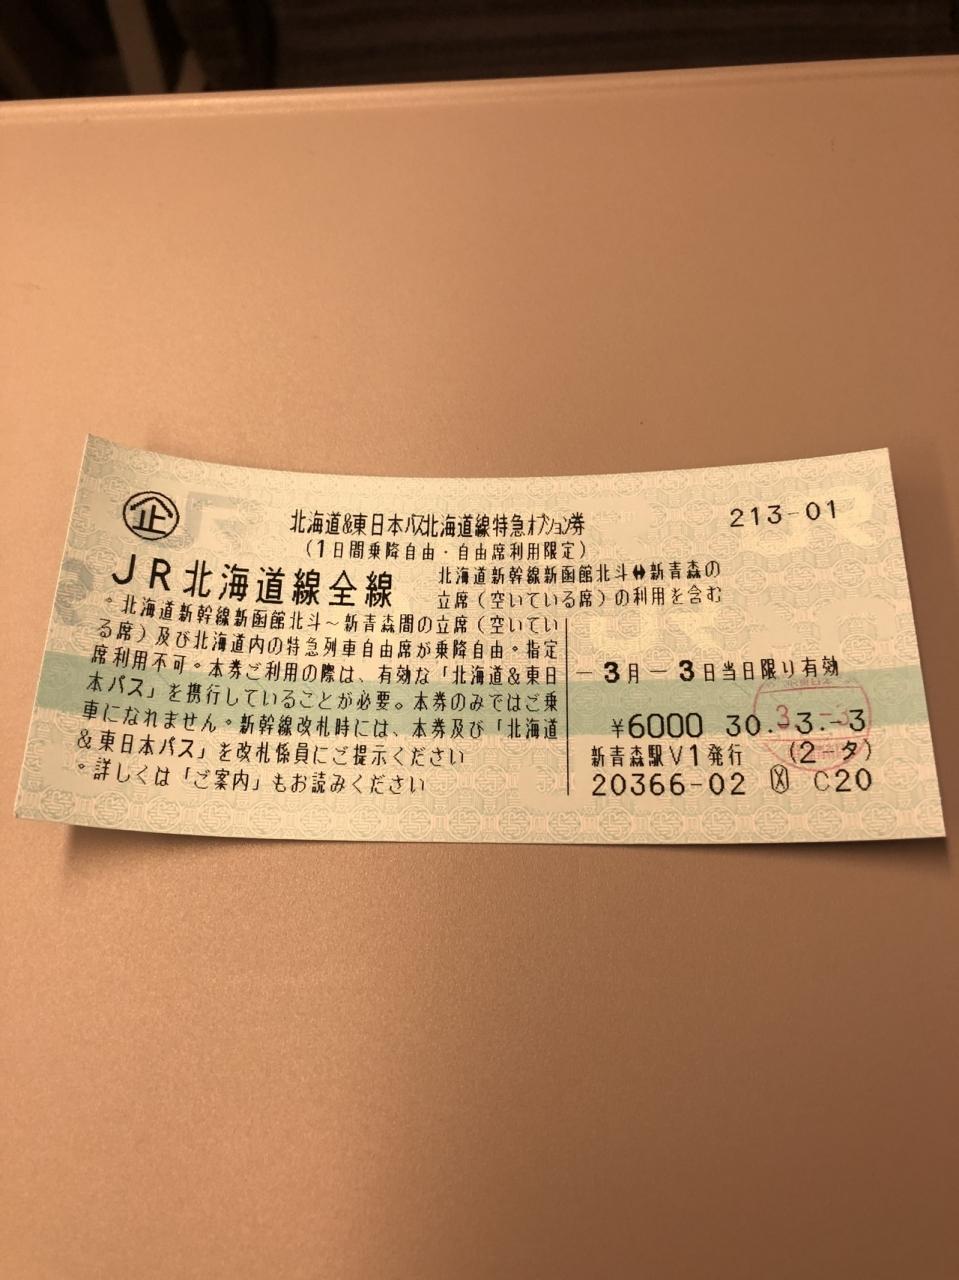 企
北海道&東日本パス北海道線特急オプション券
213-01
(1日間乗降自由・自由席利用限定)
JR北海道線全線
北海道新幹線新函館北斗⇔新青森の
立席(空いている席)の利用を含む
。北海道新幹線新函館北斗~新青森間の立席(空いてい
る席)及び北海道内の特急列車自由席が乗降自由。指定
席利用不可。本券ご利用の際は、有効な「北海道&東日
本パス」を携行していることが必要。本券のみではご乗
車になれません。新幹線改札時には、本券及び「北海道
&東日本パス」を改札係員にご提示ください
。詳しくは「ご案内」もお読みください
-3月-3日当日限り有効
¥6000 30.-3.-3
新青森駅V1発行 (2-タ)
20366-02 Ⓧ C20
3.-3